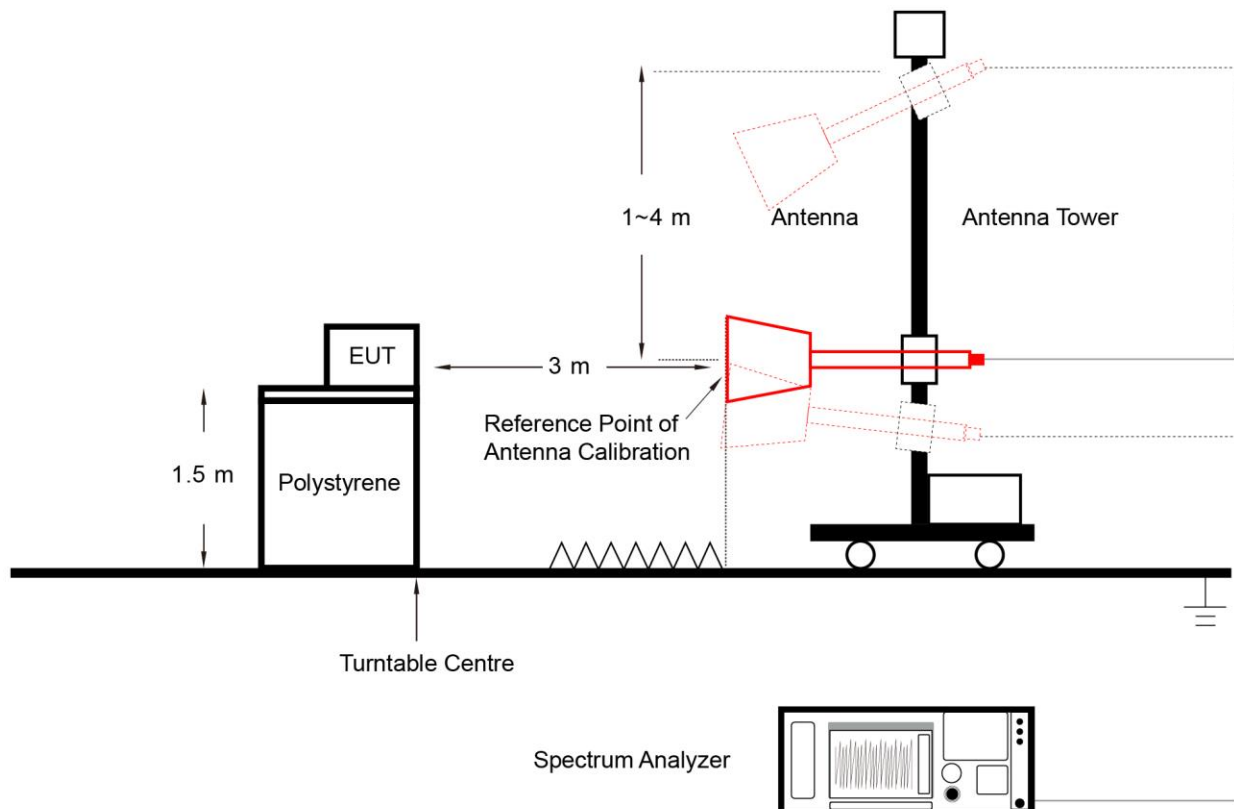 1~4 m
Antenna
Antenna Tower
EUT
3 m
Reference Point of
Antenna Calibration
1.5 m
Polystyrene
Turntable Centre
Spectrum Analyzer